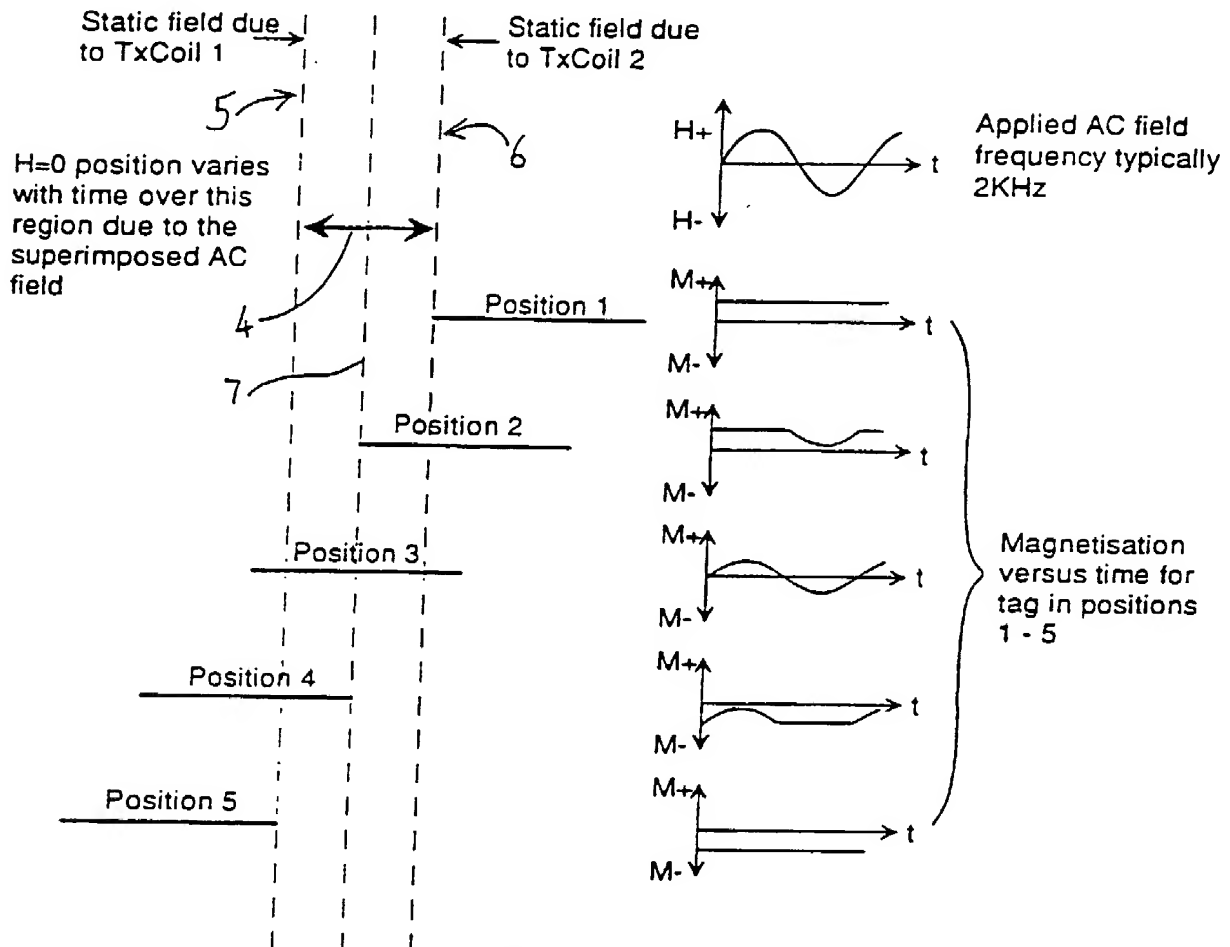 Static field due
to TxCoil 1
Static field due
to TxCoil 2
5
6
H=0 position varies
with time over this
region due to the
superimposed AC
field
4
7
H+
H-
t
Applied AC field
frequency typically
2KHz
Position 1
M+
M-
t
Position 2
M+
M-
t
Position 3
M+
M-
t
Position 4
M+
M-
t
Position 5
M+
M-
t
Magnetisation
versus time for
tag in positions
1 - 5